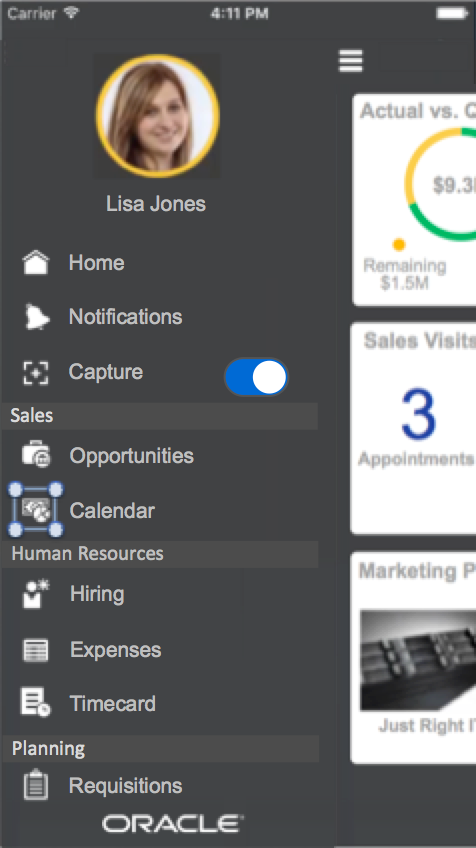 Carrier 4:11 PM
Lisa Jones
Home
Notifications
Capture
Sales
Opportunities
Calendar
Human Resources
Hiring
Expenses
Timecard
Planning
Requisitions
ORACLE
Actual vs. Q
$9.3
Remaining
$1.5M
Sales Visits
3
Appointments
Marketing P
Just Right I